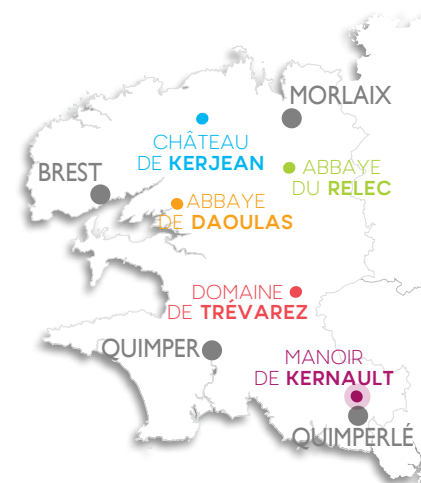 MORLAIX
CHÂTEAU
DE KERJEAN
ABBAYE
DU RELEC
BREST
ABBAYE
DE DAOULAS
DOMAINE
DE TRÉVAREZ
QUIMPER
MANOIR
DE KERNAULT
QUIMPERLÉ